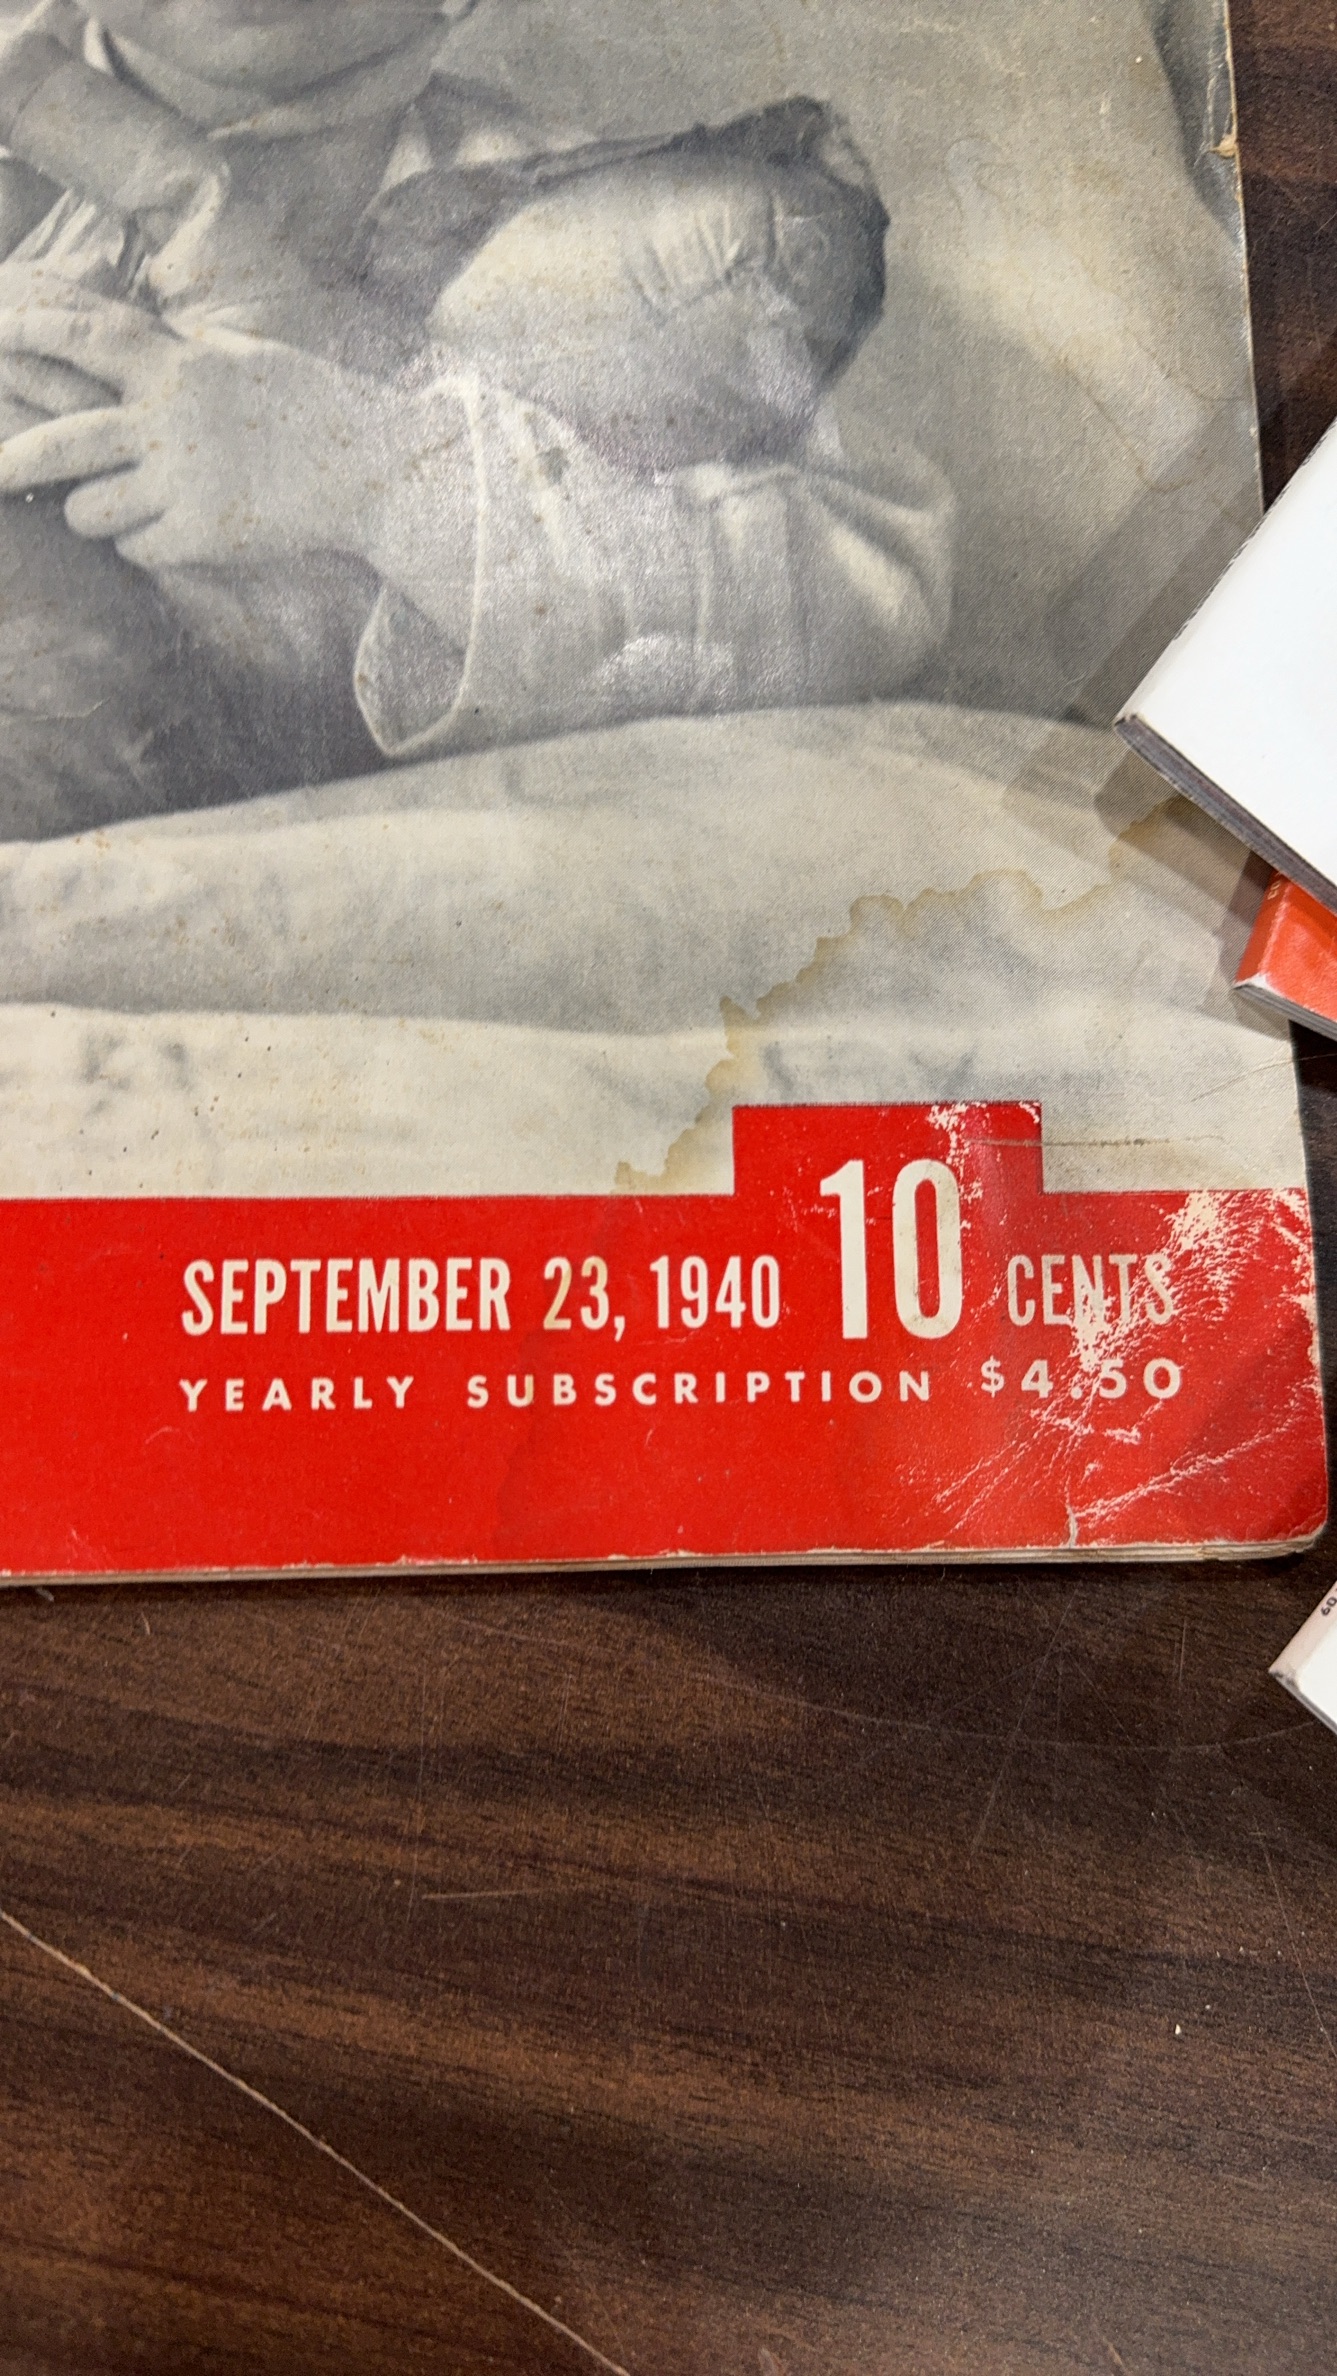 SEPTEMBER 23, 1940 10 CENTS
YEARLY SUBSCRIPTION $4.50